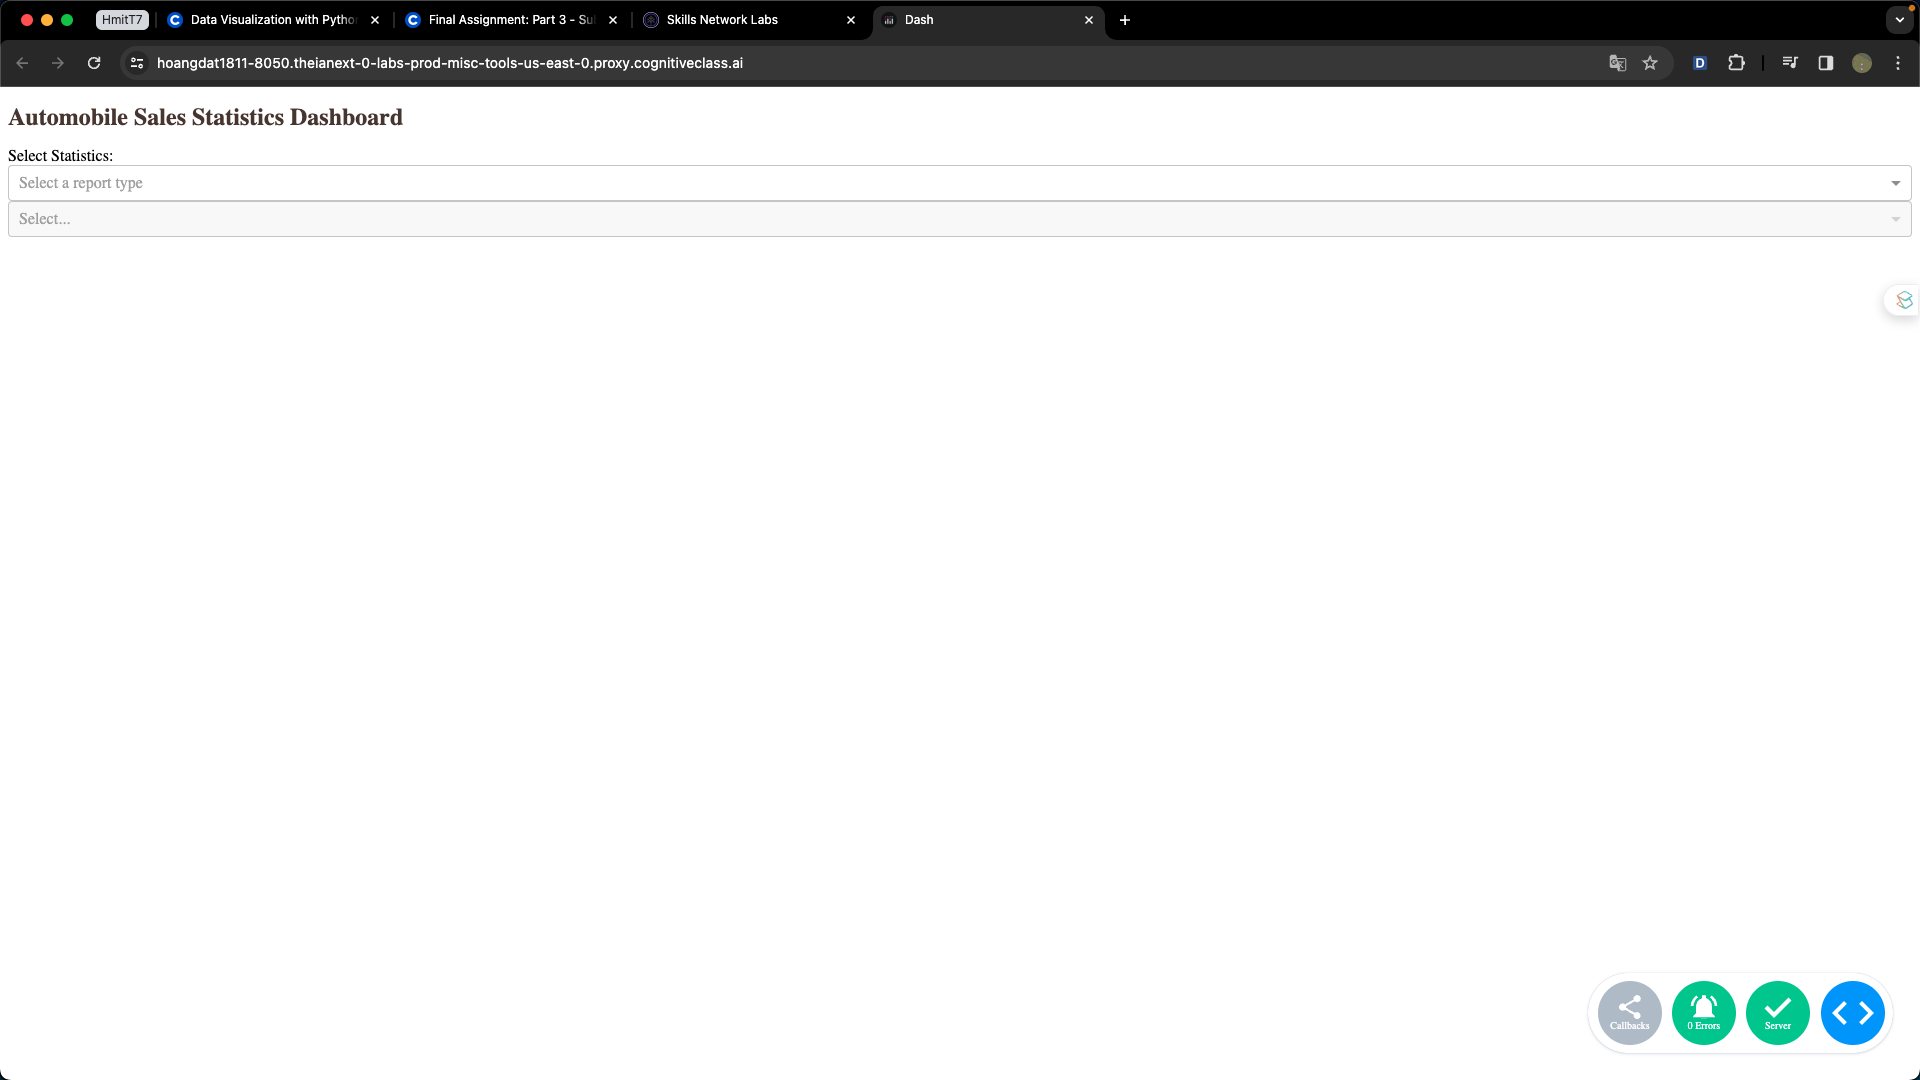 HmitT7
Data Visualization with Pytho
Final Assignment: Part 3 - Su
Skills Network Labs
Dash
hoangdat1811-8050.theianext-0-labs-prod-misc-tools-us-east-0.proxy.cognitiveclass.ai
D
Automobile Sales Statistics Dashboard
Select Statistics:
Select a report type
Select...
Callbacks
0 Errors
Server